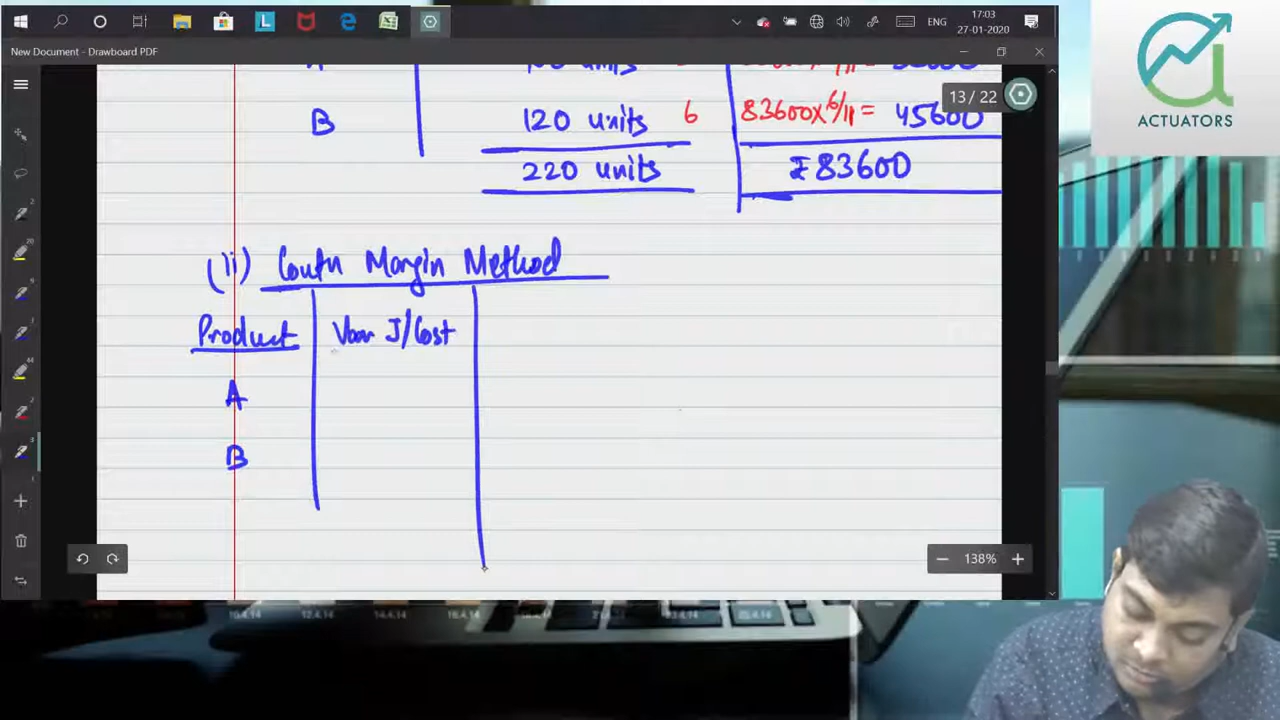 17:03
ENG
27-01-2020
New Document - Drawboard PDF
13 / 22
B 120 units 6 83600x6/11 = 45600
220 units ₹83600
ACTUATORS
(ii) Contn Margin Method
Product Var J/Cost
A
B
138%